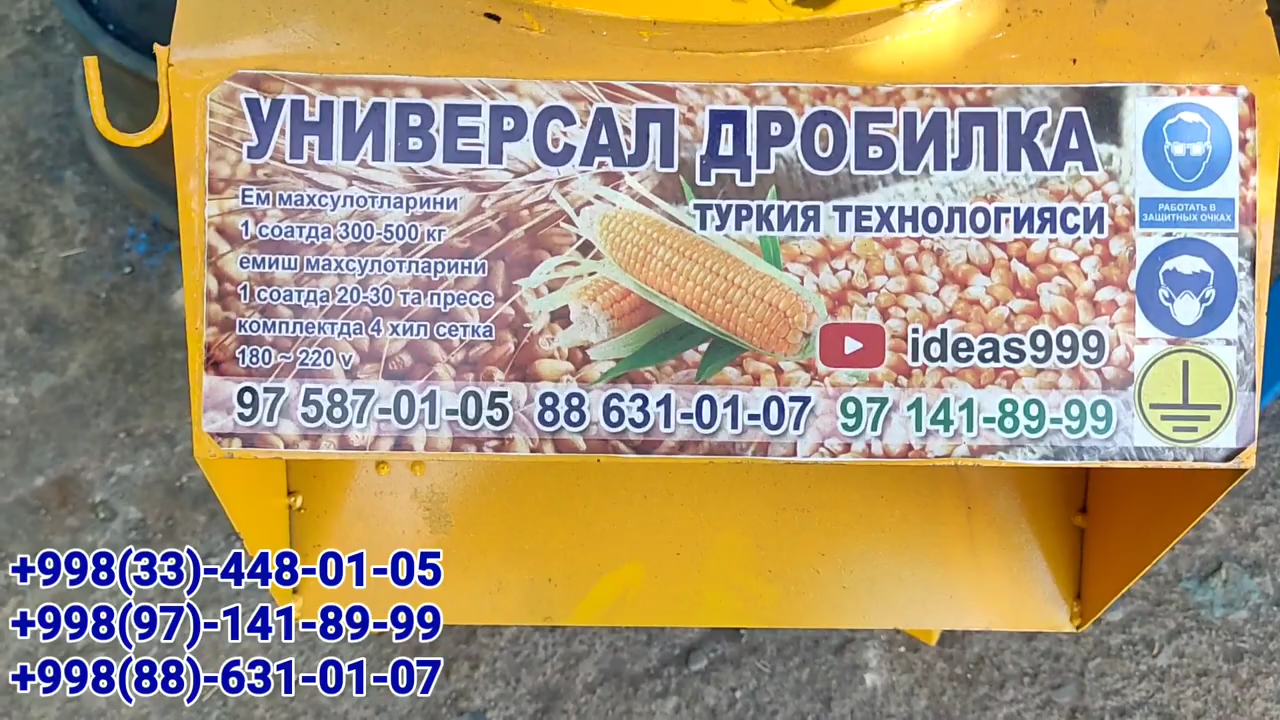 УНИВЕРСАЛ ДРОБИЛКА
ТУРКИЯ ТЕХНОЛОГИЯСИ
Ем махсулотларини
1 соатда 300-500 кг
емиш махсулотларини
1 соатда 20-30 та пресс
комплектда 4 хил сетка
180 ~ 220 v
ideas999
97 587-01-05 88 631-01-07 97 141-89-99
РАБОТАТЬ В
ЗАЩИТНЫХ ОЧКАХ
+998(33)-448-01-05
+998(97)-141-89-99
+998(88)-631-01-07